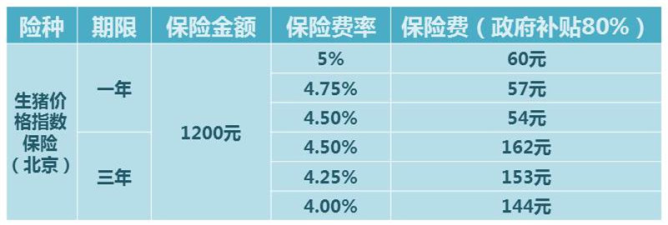 险种 期限 保险金额 保险费率 保险费（政府补贴80%）
生猪价格指数保险（北京） 一年 1200元 5% 60元
4.75% 57元
4.50% 54元
三年 4.50% 162元
4.25% 153元
4.00% 144元